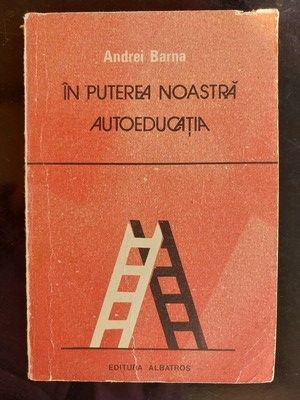 Andrei Barna
ÎN PUTEREA NOASTRĂ
AUTOEDUCAȚIA
EDITURA ALBATROS